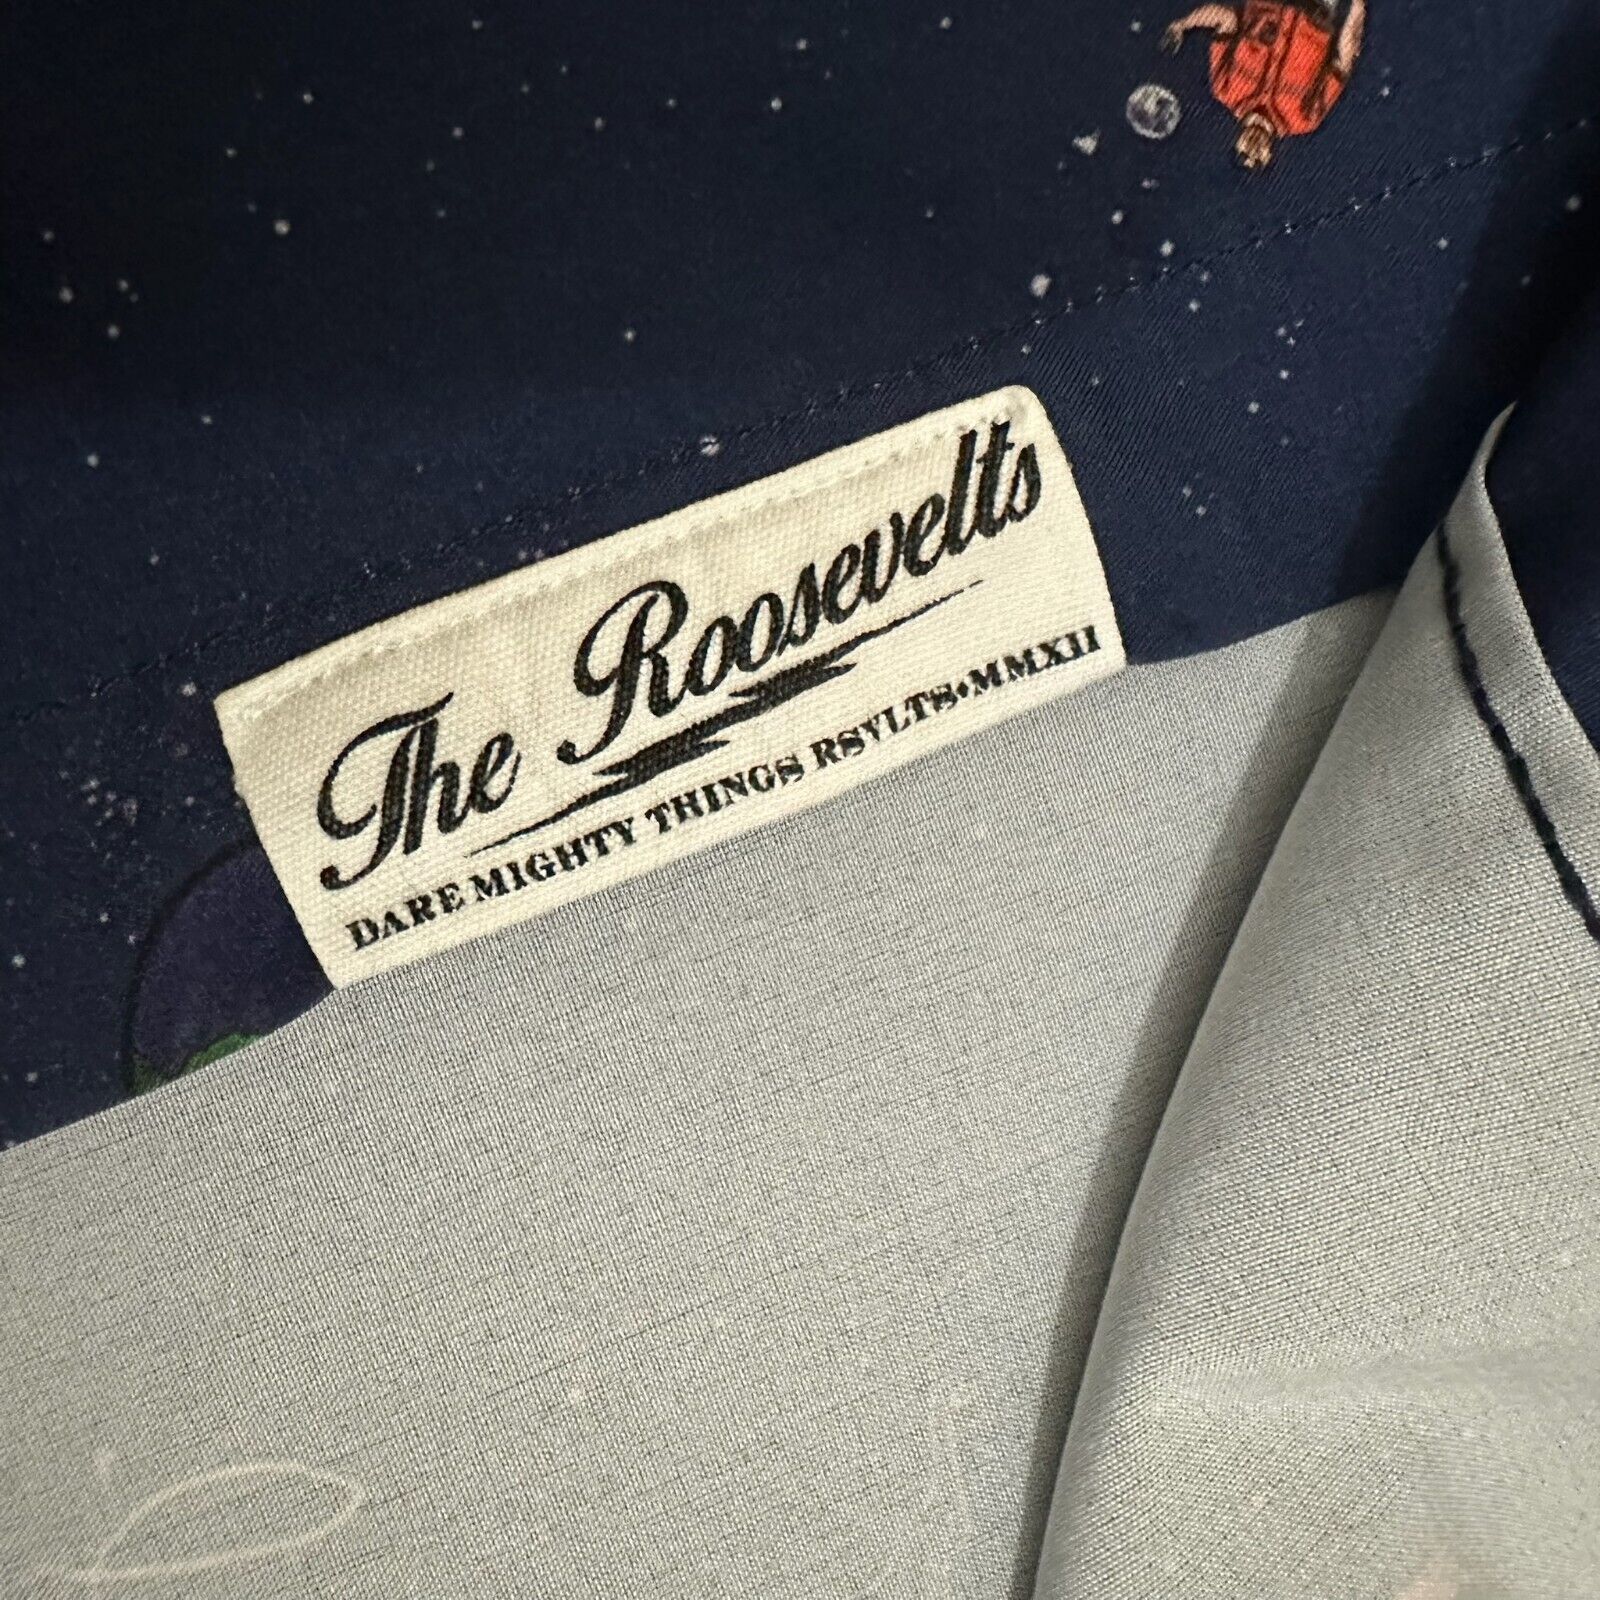 The Roosevelts
DARE MIGHTY THINGS RSVLTS•MMXII